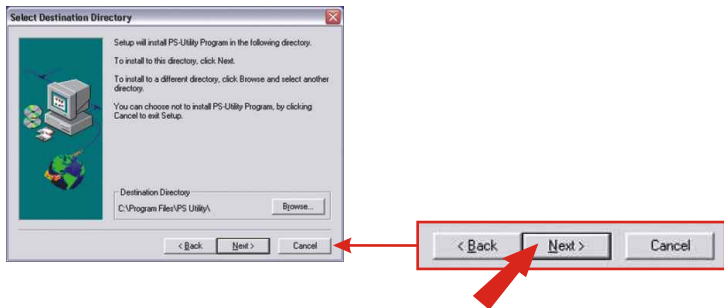 Select Destination Directory
Setup will install PS-Utility Program in the following directory.
To install to this directory, click Next.
To install to a different directory, click Browse and select another
directory.
You can choose not to install PS-Utility Program, by clicking
Cancel to exit Setup.
Destination Directory
C:\Program Files\PS Utility\
Browse...
< Back Next > Cancel
< Back Next > Cancel